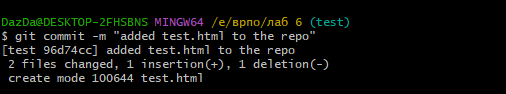 DazDa@DESKTOP-2FHSBNS MINGW64 /e/врпо/лаб 6 (test)
$ git commit -m "added test.html to the repo"
[test 96d74cc] added test.html to the repo
 2 files changed, 1 insertion(+), 1 deletion(-)
 create mode 100644 test.html